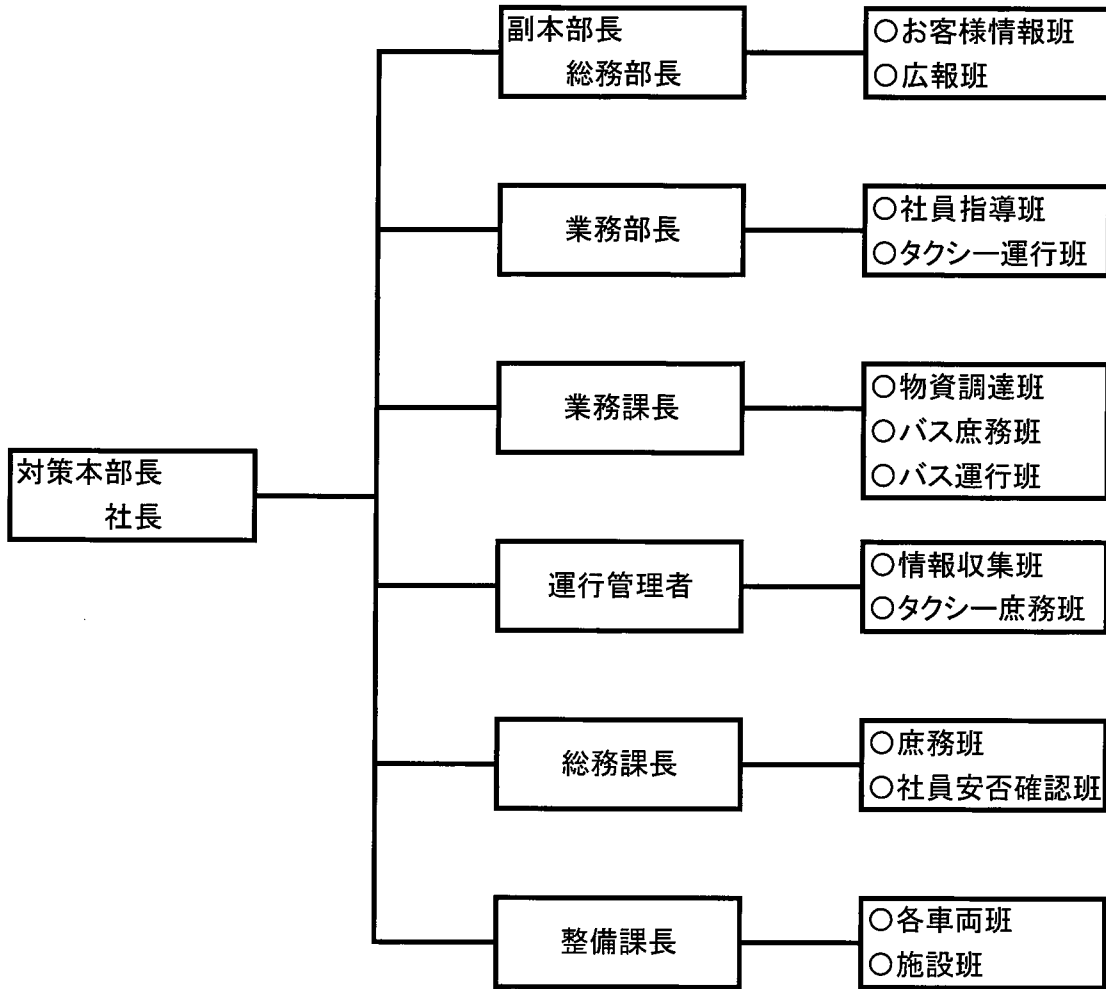 副本部長
総務部長
○お客様情報班
○広報班
業務部長
○社員指導班
○タクシー運行班
業務課長
○物資調達班
○バス庶務班
○バス運行班
対策本部長
社長
運行管理者
○情報収集班
○タクシー庶務班
総務課長
○庶務班
○社員安否確認班
整備課長
○各車両班
○施設班